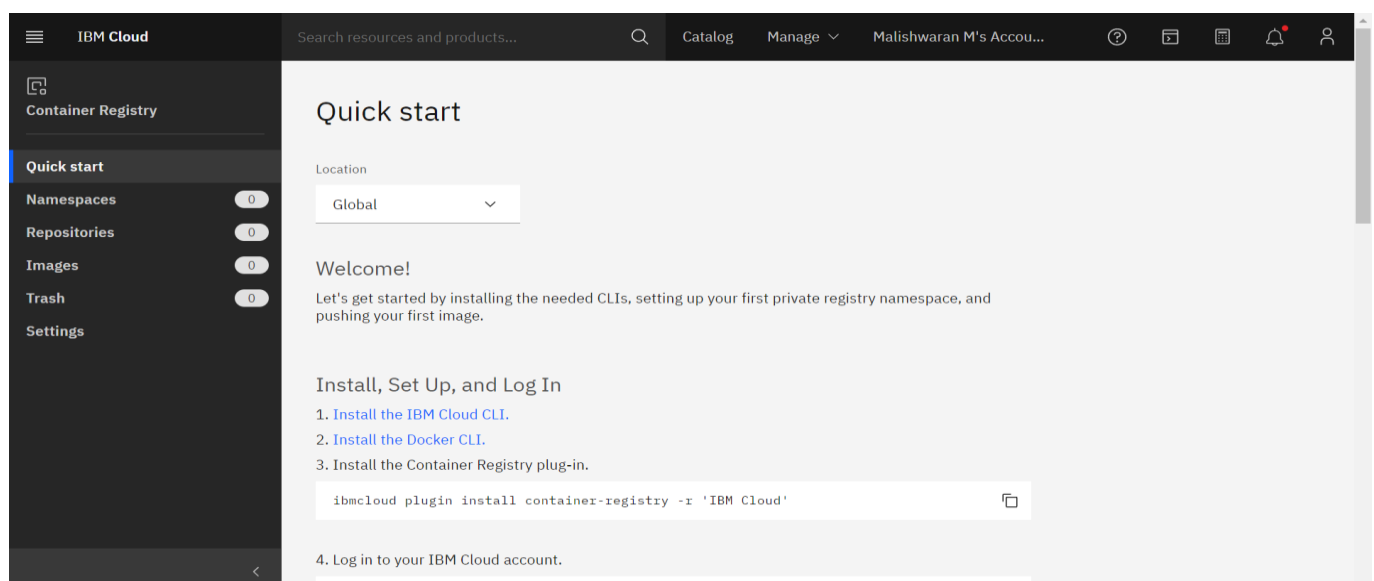 IBM Cloud
Search resources and products...
Catalog
Manage
Malishwaran M's Accou...
Container Registry
Quick start
Namespaces 0
Repositories 0
Images 0
Trash 0
Settings
Quick start
Location
Global
Welcome!
Let's get started by installing the needed CLIs, setting up your first private registry namespace, and
pushing your first image.
Install, Set Up, and Log In
1. Install the IBM Cloud CLI.
2. Install the Docker CLI.
3. Install the Container Registry plug-in.
ibmcloud plugin install container-registry -r 'IBM Cloud'
4. Log in to your IBM Cloud account.